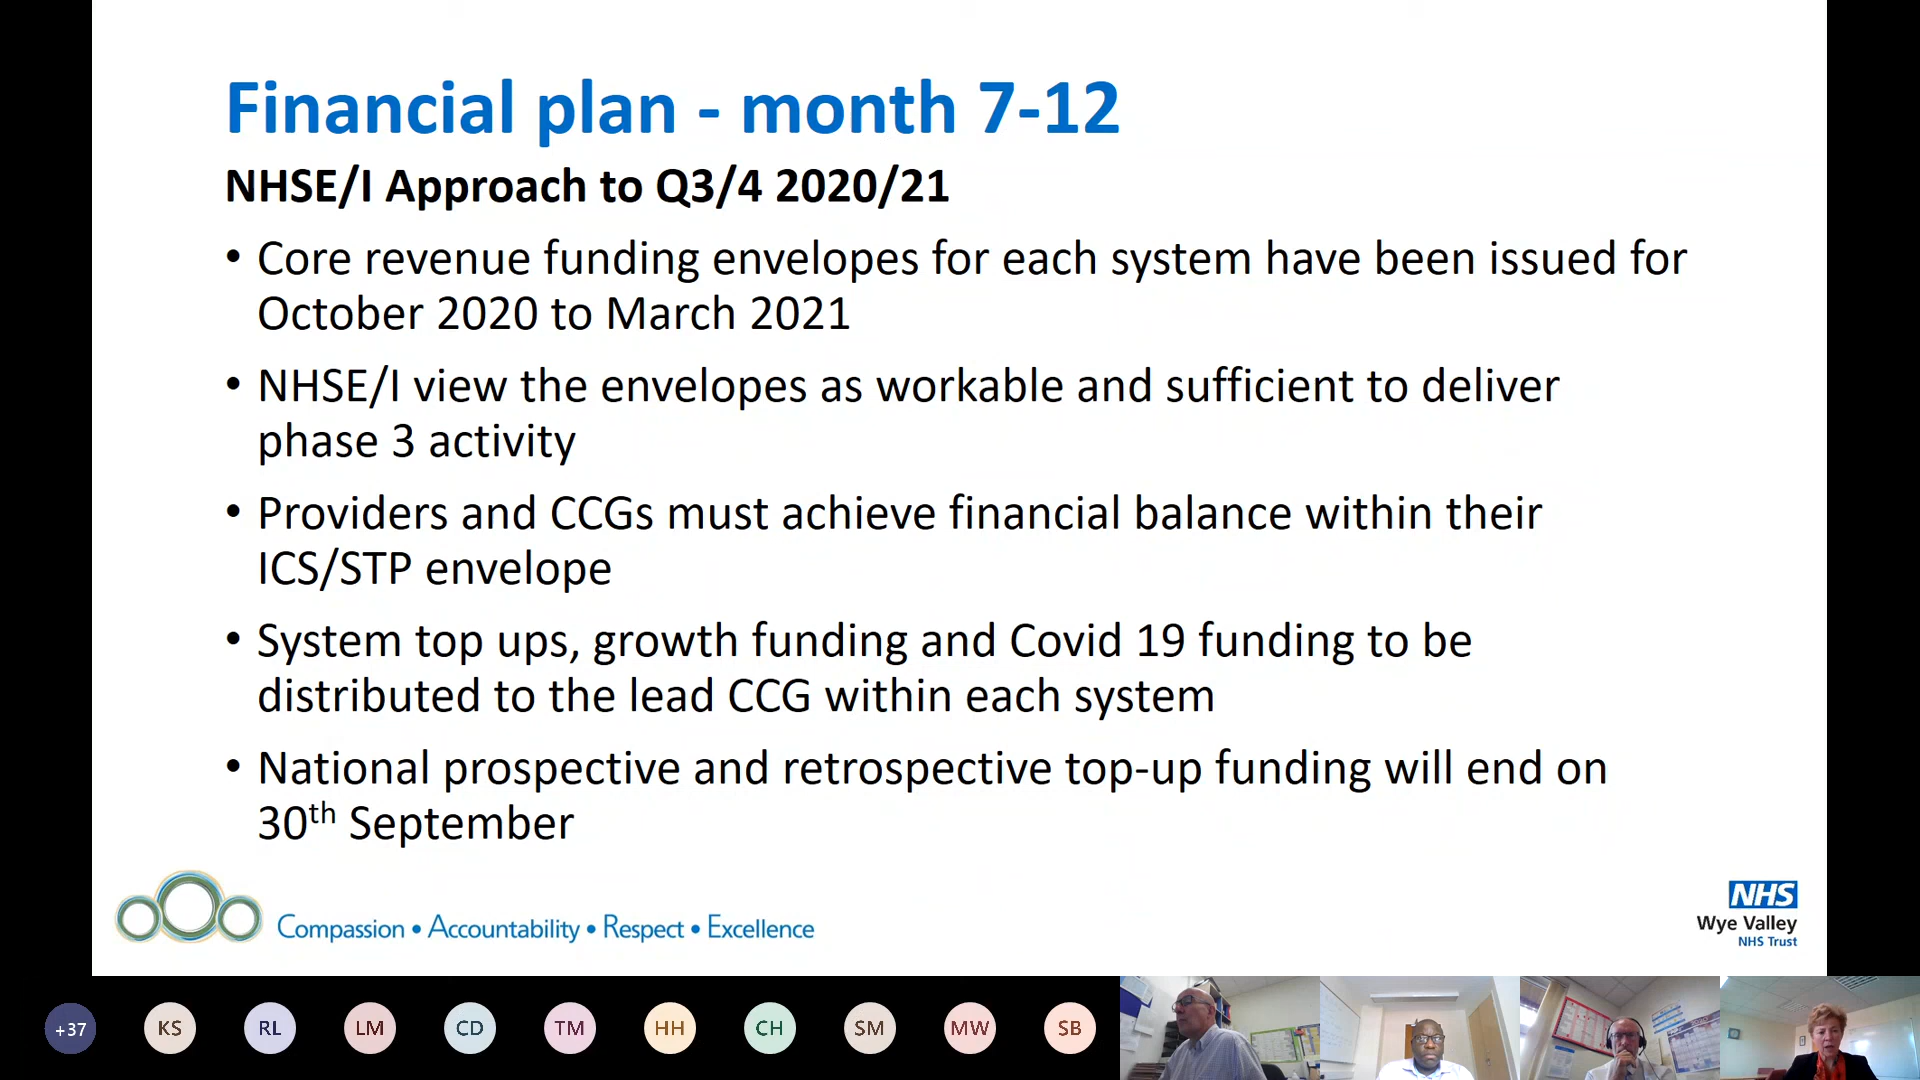 Financial plan - month 7-12
NHSE/I Approach to Q3/4 2020/21
• Core revenue funding envelopes for each system have been issued for
October 2020 to March 2021
• NHSE/I view the envelopes as workable and sufficient to deliver
phase 3 activity
• Providers and CCGs must achieve financial balance within their
ICS/STP envelope
• System top ups, growth funding and Covid 19 funding to be
distributed to the lead CCG within each system
• National prospective and retrospective top-up funding will end on
30th September
Compassion • Accountability • Respect • Excellence
NHS
Wye Valley
NHS Trust
+37 KS RL LM CD TM HH CH SM MW SB